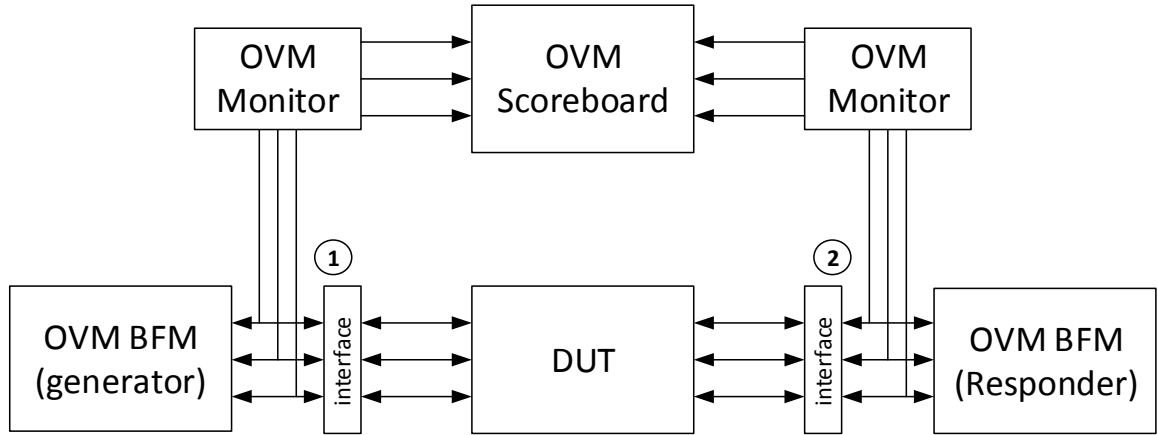 OVM
Monitor
OVM
Scoreboard
OVM
Monitor
1
2
OVM BFM
(generator)
interface
DUT
interface
OVM BFM
(Responder)